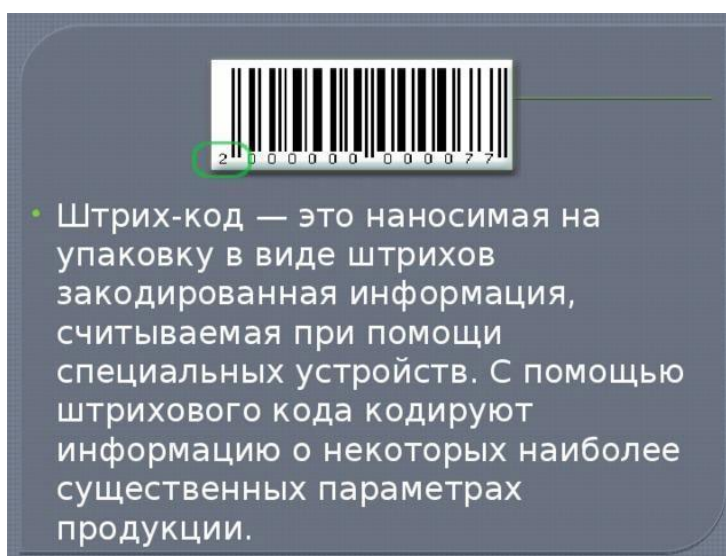 2 000000 000077
• Штрих-код — это наносимая на
упаковку в виде штрихов
закодированная информация,
считываемая при помощи
специальных устройств. С помощью
штрихового кода кодируют
информацию о некоторых наиболее
существенных параметрах
продукции.